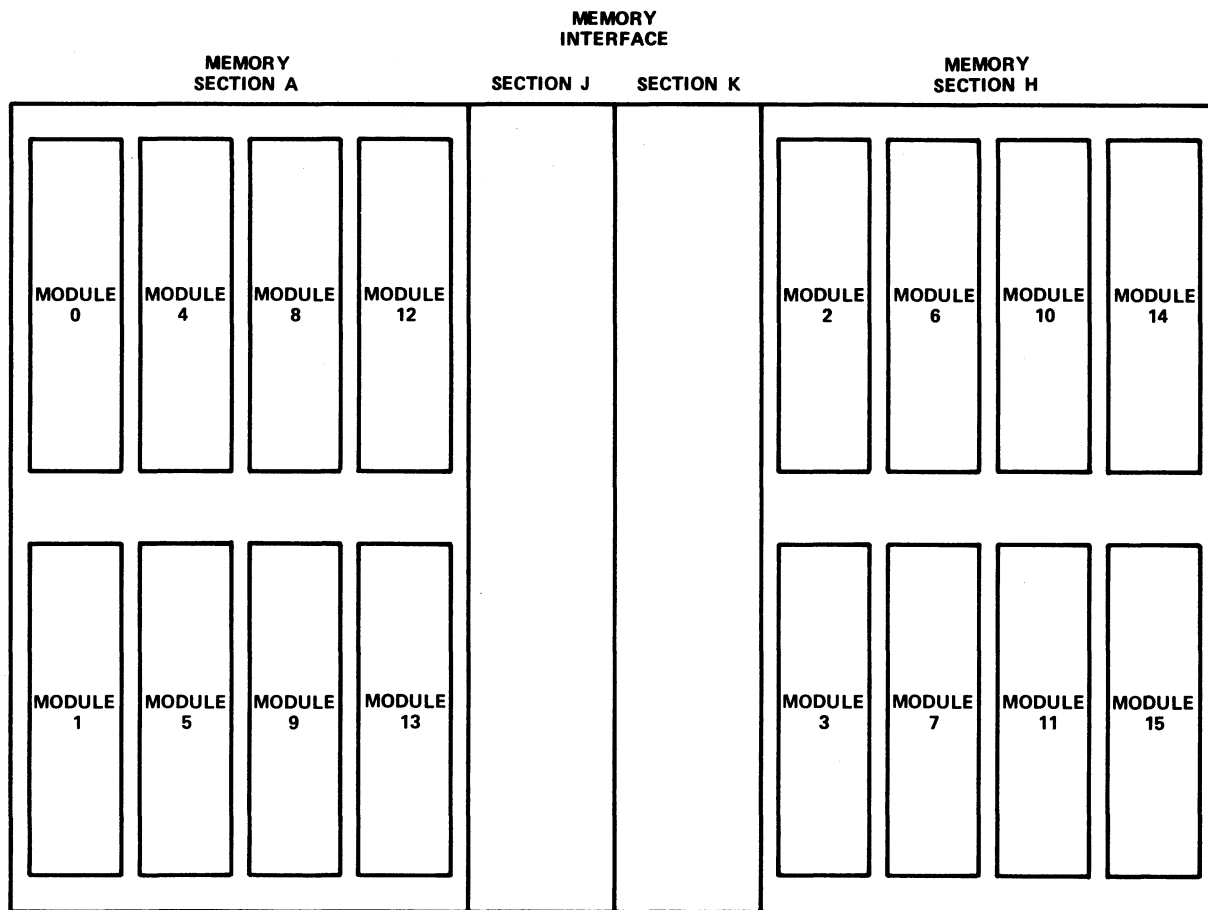 MEMORY
INTERFACE
MEMORY
SECTION A
SECTION J
SECTION K
MEMORY
SECTION H
MODULE
0
MODULE
4
MODULE
8
MODULE
12
MODULE
2
MODULE
6
MODULE
10
MODULE
14
MODULE
1
MODULE
5
MODULE
9
MODULE
13
MODULE
3
MODULE
7
MODULE
11
MODULE
15